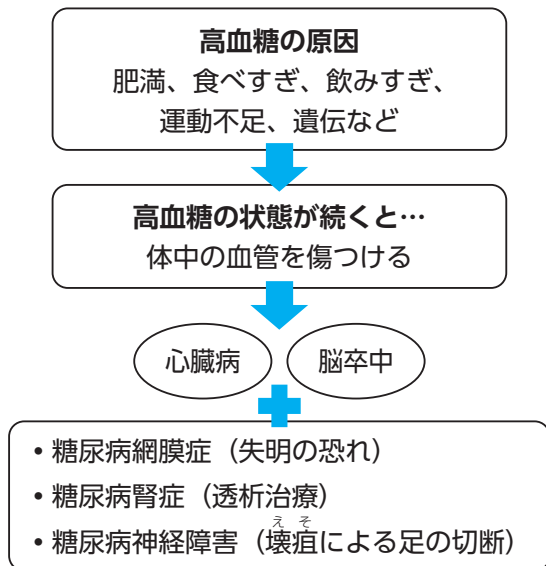 高血糖の原因
肥満、食べすぎ、飲みすぎ、
運動不足、遺伝など
高血糖の状態が続くと…
体中の血管を傷つける
心臓病
脳卒中
・糖尿病網膜症（失明の恐れ）
・糖尿病腎症（透析治療）
えそ
・糖尿病神経障害（壊疽による足の切断）